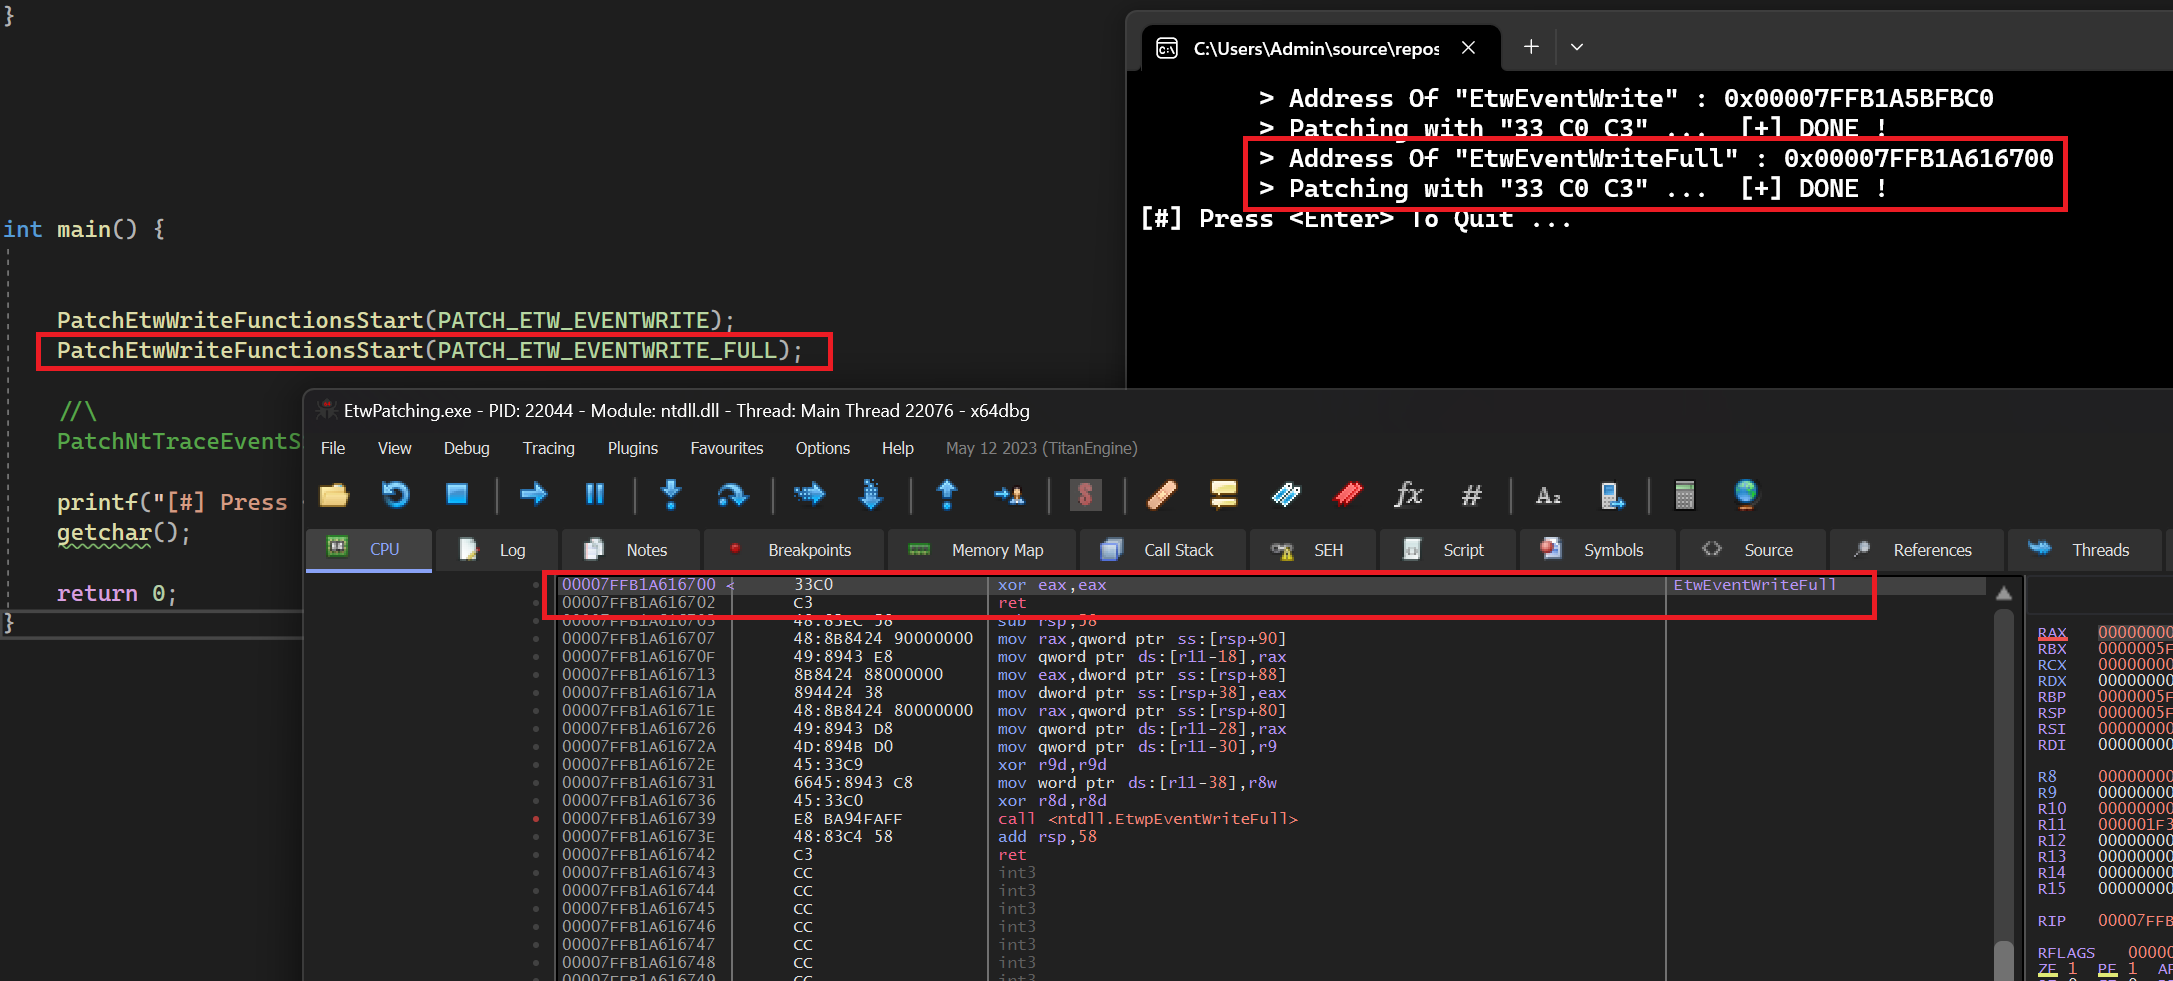 }
int main() {
PatchEtwWriteFunctionsStart(PATCH_ETW_EVENTWRITE);
PatchEtwWriteFunctionsStart(PATCH_ETW_EVENTWRITE_FULL);
//\
PatchNtTraceEventS
printf("[#] Press
getchar();
return 0;
}
C:\Users\Admin\source\repos
> Address Of "EtwEventWrite" : 0x00007FFB1A5BFBC0
> Patching with "33 C0 C3" ... [+] DONE !
> Address Of "EtwEventWriteFull" : 0x00007FFB1A616700
> Patching with "33 C0 C3" ... [+] DONE !
[#] Press <Enter> To Quit ...
EtwPatching.exe - PID: 22044 - Module: ntdll.dll - Thread: Main Thread 22076 - x64dbg
File View Debug Tracing Plugins Favourites Options Help May 12 2023 (TitanEngine)
CPU Log Notes Breakpoints Memory Map Call Stack SEH Script Symbols Source References Threads
00007FFB1A616700 < 33C0 xor eax,eax EtwEventWriteFull
00007FFB1A616702 C3 ret
00007FFB1A616703 48:83EC 58 sub rsp,58
00007FFB1A616707 48:8B8424 90000000 mov rax,qword ptr ss:[rsp+90]
00007FFB1A61670F 49:8943 E8 mov qword ptr ds:[r11-18],rax
00007FFB1A616713 8B8424 88000000 mov eax,dword ptr ss:[rsp+88]
00007FFB1A61671A 894424 38 mov dword ptr ss:[rsp+38],eax
00007FFB1A61671E 48:8B8424 80000000 mov rax,qword ptr ss:[rsp+80]
00007FFB1A616726 49:8943 D8 mov qword ptr ds:[r11-28],rax
00007FFB1A61672A 4D:894B D0 mov qword ptr ds:[r11-30],r9
00007FFB1A61672E 45:33C9 xor r9d,r9d
00007FFB1A616731 6645:8943 C8 mov word ptr ds:[r11-38],r8w
00007FFB1A616736 45:33C0 xor r8d,r8d
00007FFB1A616739 E8 BA94FAFF call <ntdll.EtwpEventWriteFull>
00007FFB1A61673E 48:83C4 58 add rsp,58
00007FFB1A616742 C3 ret
00007FFB1A616743 CC int3
00007FFB1A616744 CC int3
00007FFB1A616745 CC int3
00007FFB1A616746 CC int3
00007FFB1A616747 CC int3
00007FFB1A616748 CC int3
00007FFB1A616749 CC int3
RAX 00000000
RBX 0000005F
RCX 00000000
RDX 00000000
RBP 0000005F
RSP 0000005F
RSI 00000000
RDI 00000000
R8 00000000
R9 00000000
R10 00000000
R11 000001F3
R12 00000000
R13 00000000
R14 00000000
R15 00000000
RIP 00007FFB
RFLAGS 00000
ZF 1 PF 1 AF